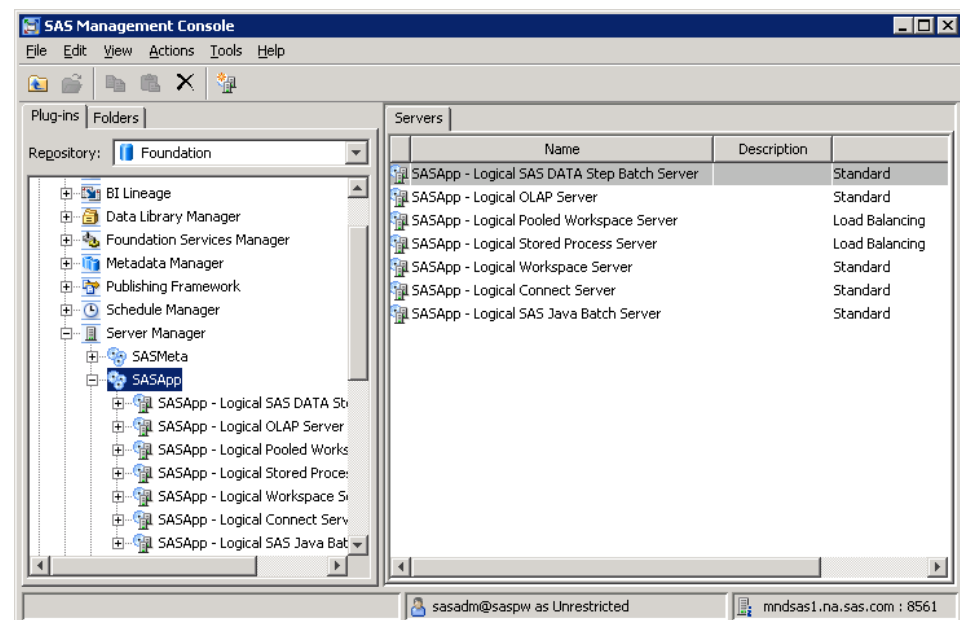 SAS Management Console
File Edit View Actions Tools Help
Plug-ins Folders
Repository: Foundation
BI Lineage
Data Library Manager
Foundation Services Manager
Metadata Manager
Publishing Framework
Schedule Manager
Server Manager
SASMeta
SASApp
SASApp - Logical SAS DATA St
SASApp - Logical OLAP Server
SASApp - Logical Pooled Works
SASApp - Logical Stored Proce
SASApp - Logical Workspace S
SASApp - Logical Connect Serv
SASApp - Logical SAS Java Bat
Servers
Name Description
SASApp - Logical SAS DATA Step Batch Server Standard
SASApp - Logical OLAP Server Standard
SASApp - Logical Pooled Workspace Server Load Balancing
SASApp - Logical Stored Process Server Load Balancing
SASApp - Logical Workspace Server Standard
SASApp - Logical Connect Server Standard
SASApp - Logical SAS Java Batch Server Standard
sasadm@saspw as Unrestricted mndsas1.na.sas.com : 8561